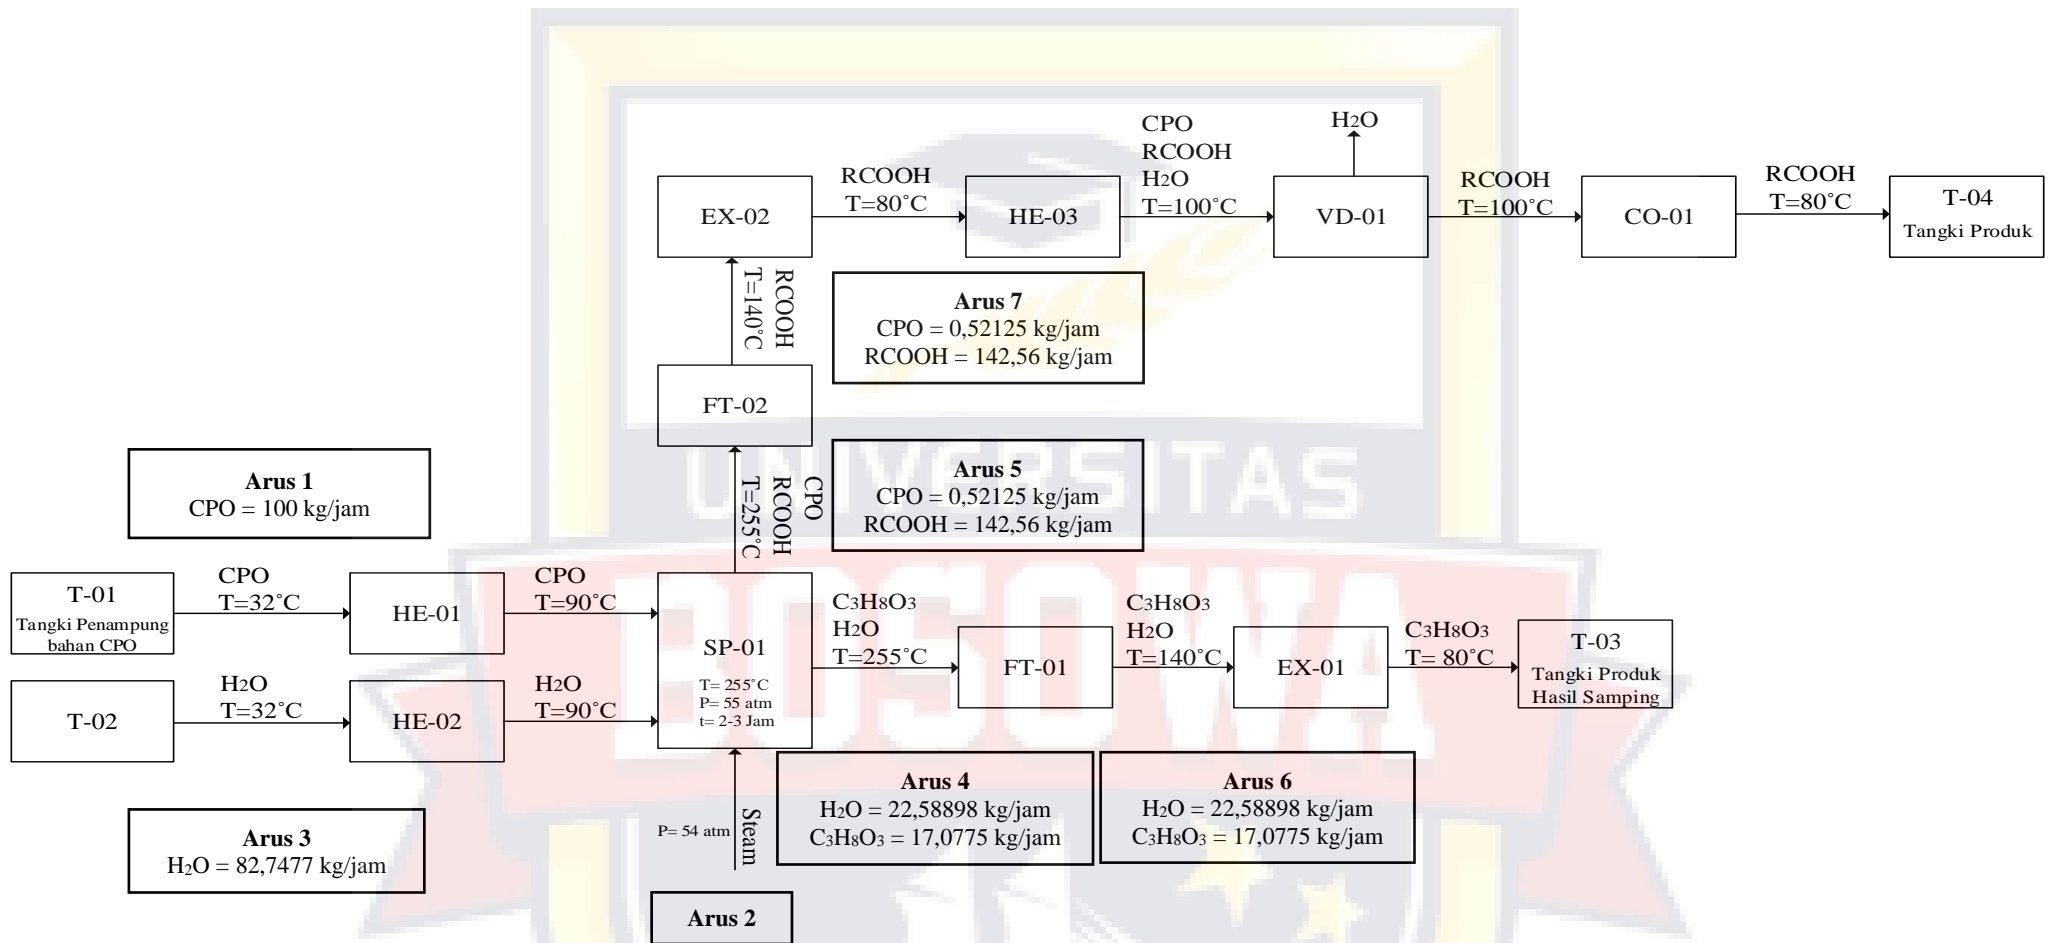 H2O
CPO
RCOOH
H2O
T=100˚C
EX-02
RCOOH
T=80˚C
HE-03
VD-01
RCOOH
T=100˚C
CO-01
RCOOH
T=80˚C
T-04
Tangki Produk
RCOOH
T=140˚C
Arus 7
CPO = 0,52125 kg/jam
RCOOH = 142,56 kg/jam
FT-02
UNIVERSITAS
Arus 1
CPO = 100 kg/jam
CPO
RCOOH
T=255˚C
Arus 5
CPO = 0,52125 kg/jam
RCOOH = 142,56 kg/jam
BOSOWA
T-01
Tangki Penampung
bahan CPO
CPO
T=32˚C
HE-01
CPO
T=90˚C
T-02
H2O
T=32˚C
HE-02
H2O
T=90˚C
SP-01
T= 255˚C
P= 55 atm
t= 2-3 Jam
C3H8O3
H2O
T=255˚C
FT-01
C3H8O3
H2O
T=140˚C
EX-01
C3H8O3
T= 80˚C
T-03
Tangki Produk
Hasil Samping
Arus 3
H2O = 82,7477 kg/jam
P= 54 atm
Steam
Arus 4
H2O = 22,58898 kg/jam
C3H8O3 = 17,0775 kg/jam
Arus 6
H2O = 22,58898 kg/jam
C3H8O3 = 17,0775 kg/jam
Arus 2